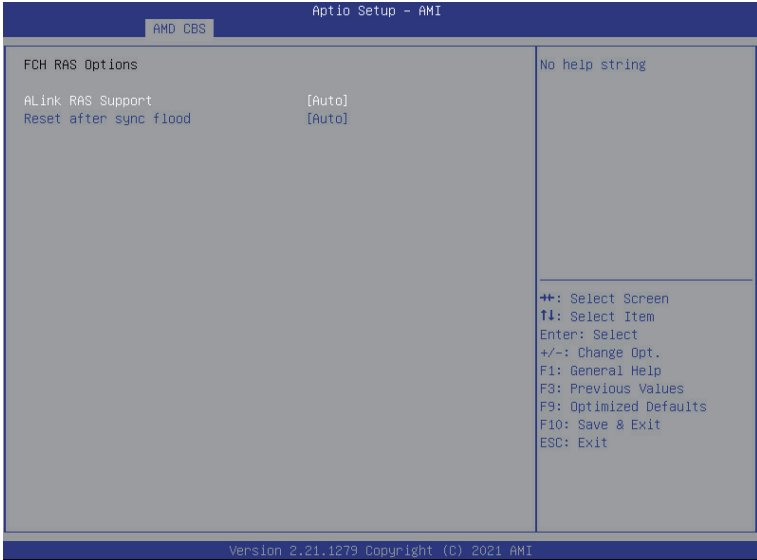 Aptio Setup – AMI
AMD CBS
FCH RAS Options
ALink RAS Support [Auto]
Reset after sync flood [Auto]
No help string
→←: Select Screen
↑↓: Select Item
Enter: Select
+/-: Change Opt.
F1: General Help
F3: Previous Values
F9: Optimized Defaults
F10: Save & Exit
ESC: Exit
Version 2.21.1279 Copyright (C) 2021 AMI